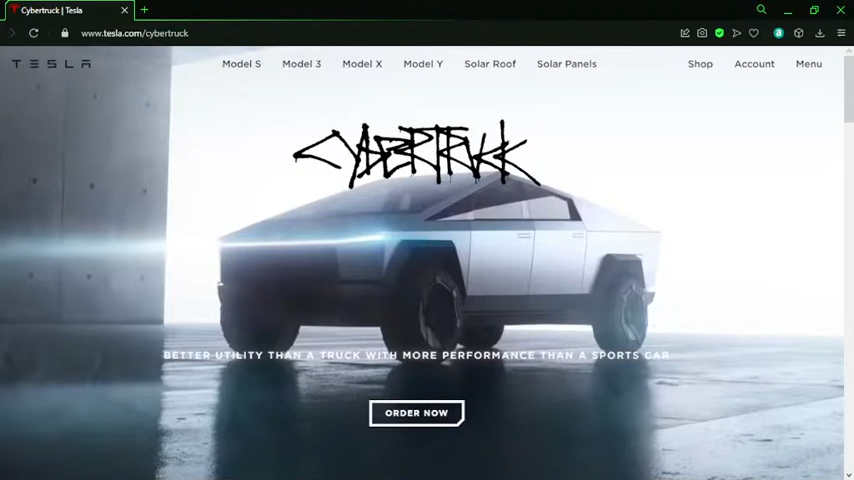 Cybertruck | Tesla
www.tesla.com/cybertruck
TESLA
Model S Model 3 Model X Model Y Solar Roof Solar Panels Shop Account Menu
CYBERTRUCK
BETTER UTILITY THAN A TRUCK WITH MORE PERFORMANCE THAN A SPORTS CAR
ORDER NOW